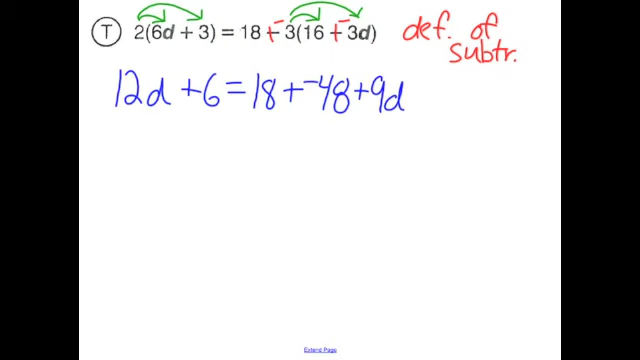 T 2(6d + 3) = 18 +⁻ 3(16 +⁻ 3d) def. of
subtr.
12d + 6 = 18 + ⁻48 + 9d
Extend Page